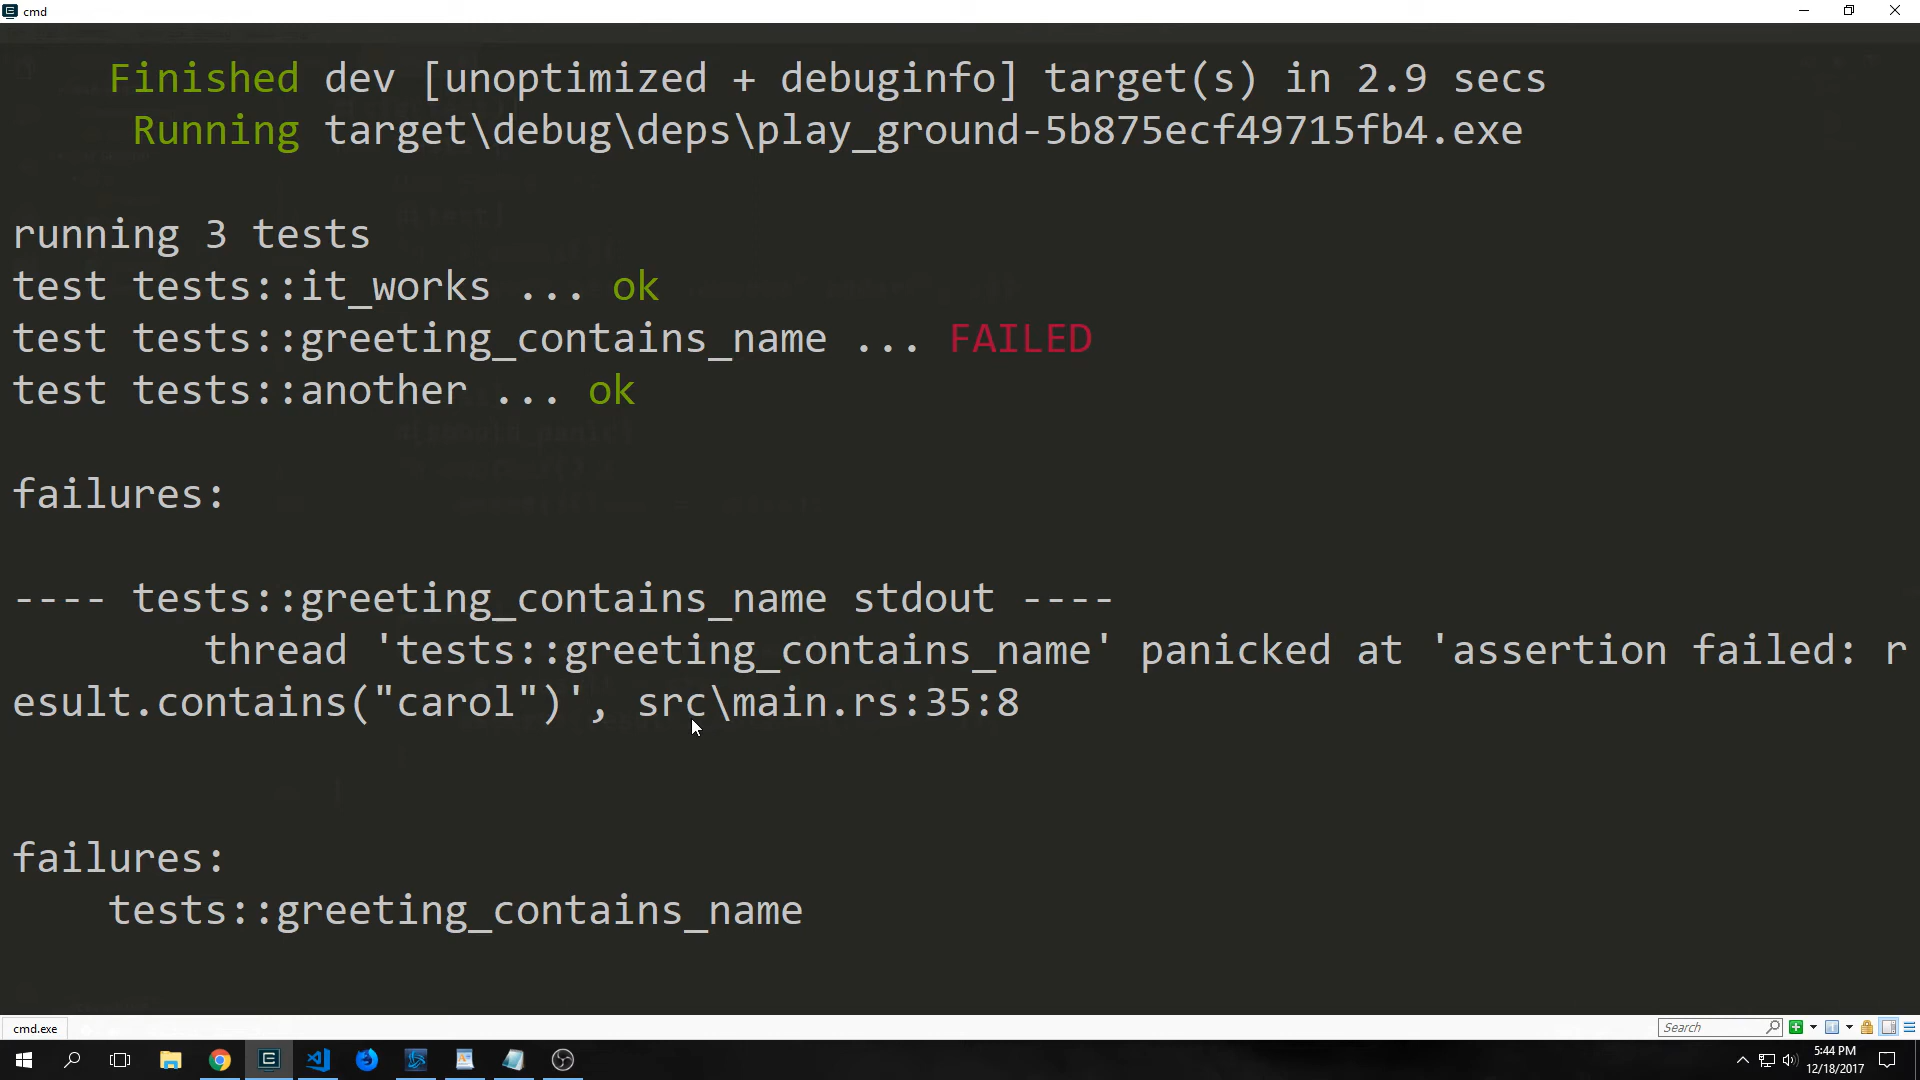 cmd
Finished dev [unoptimized + debuginfo] target(s) in 2.9 secs
Running target\debug\deps\play_ground-5b875ecf49715fb4.exe
running 3 tests
test tests::it_works ... ok
test tests::greeting_contains_name ... FAILED
test tests::another ... ok
failures:
---- tests::greeting_contains_name stdout ----
thread 'tests::greeting_contains_name' panicked at 'assertion failed: r
esult.contains("carol")', src\main.rs:35:8
failures:
tests::greeting_contains_name
cmd.exe
Search
5:44 PM
12/18/2017